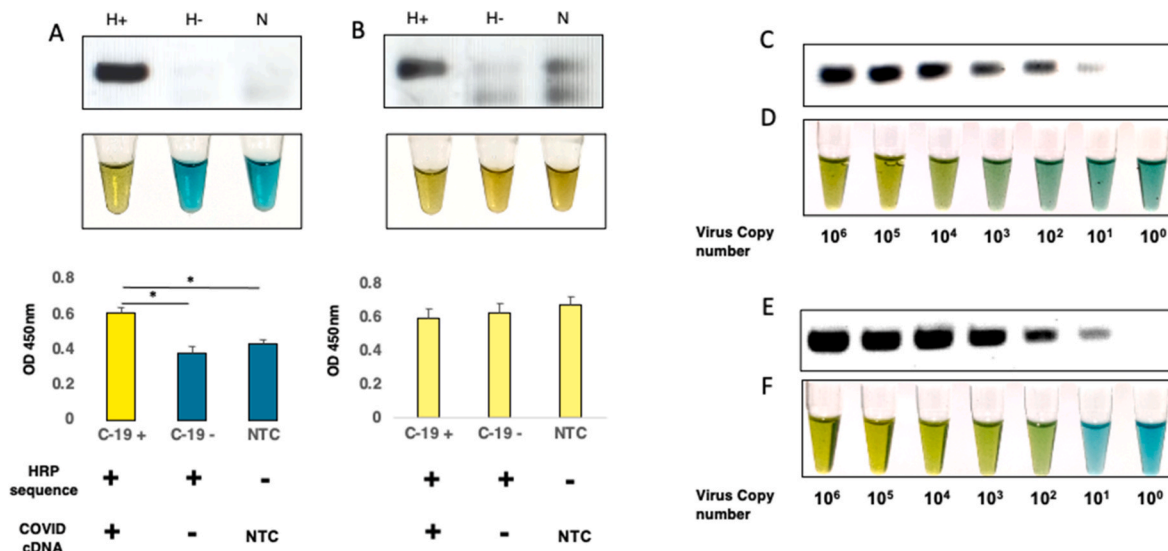 A
H+ H- N
0.8
0.6
0.4
0.2
0
OD 450nm
*
*
C-19 + C-19 - NTC
HRP sequence + + -
COVID cDNA + - NTC
B
H+ H- N
0.8
0.6
0.4
0.2
0
OD 450nm
C-19 + C-19 - NTC
+ + -
+ - NTC
C
D
Virus Copy number 10⁶ 10⁵ 10⁴ 10³ 10² 10¹ 10⁰
E
F
Virus Copy number 10⁶ 10⁵ 10⁴ 10³ 10² 10¹ 10⁰